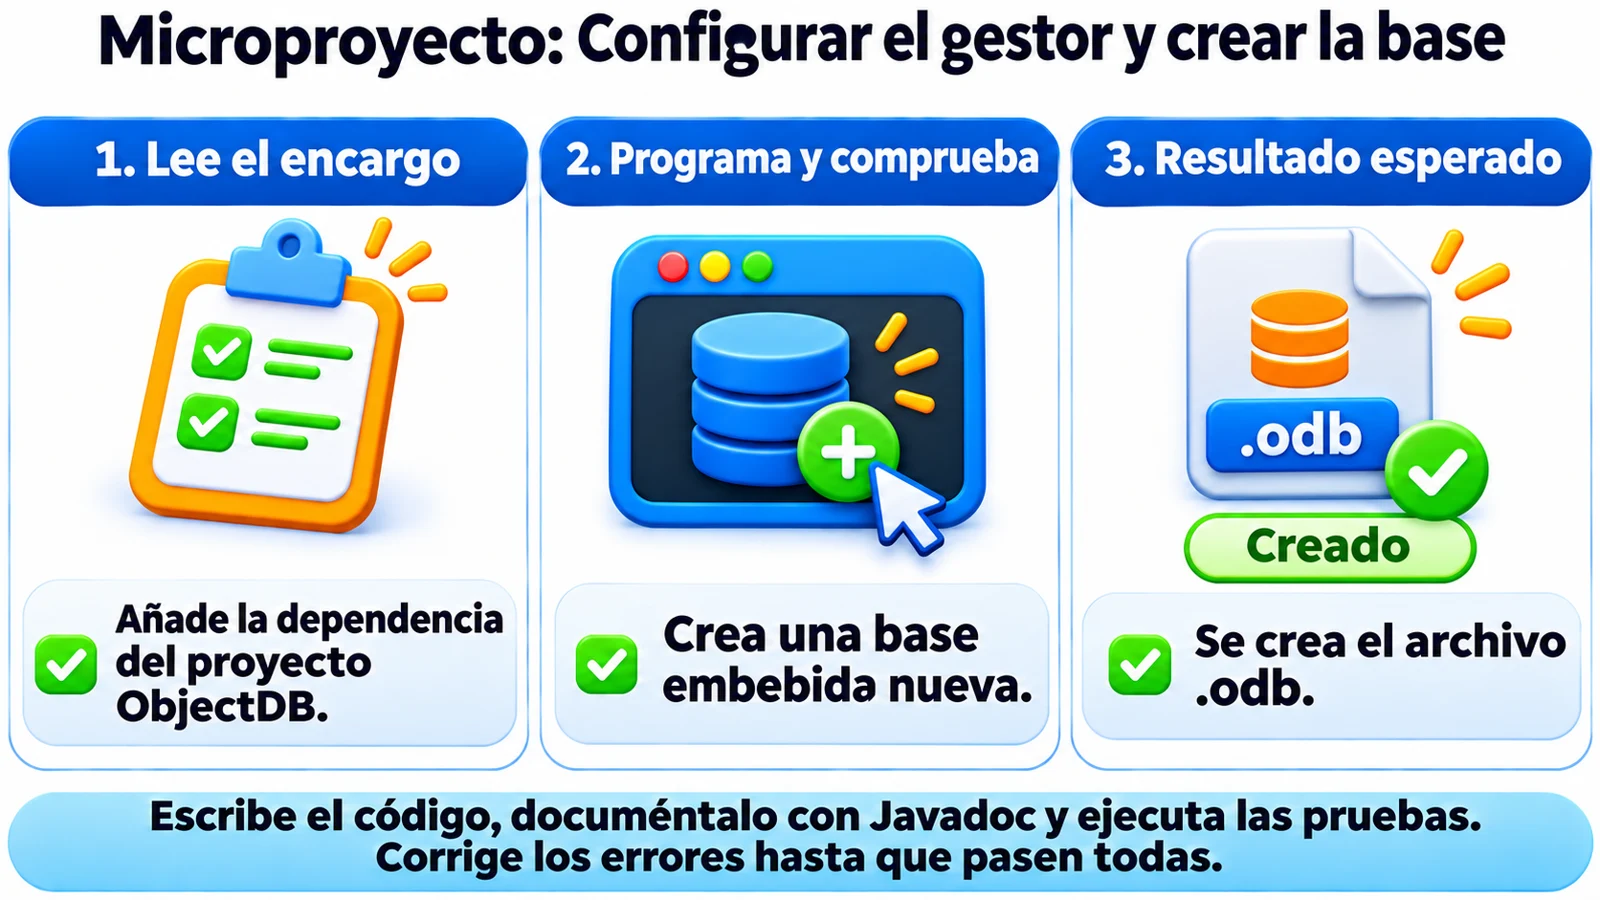 Microproyecto: Configurar el gestor y crear la base
1. Lee el encargo
Añade la dependencia
del proyecto
ObjectDB.
2. Programa y comprueba
Crea una base
embebida nueva.
3. Resultado esperado
.odb
Creado
Se crea el archivo
.odb.
Escribe el código, documéntalo con Javadoc y ejecuta las pruebas.
Corrige los errores hasta que pasen todas.